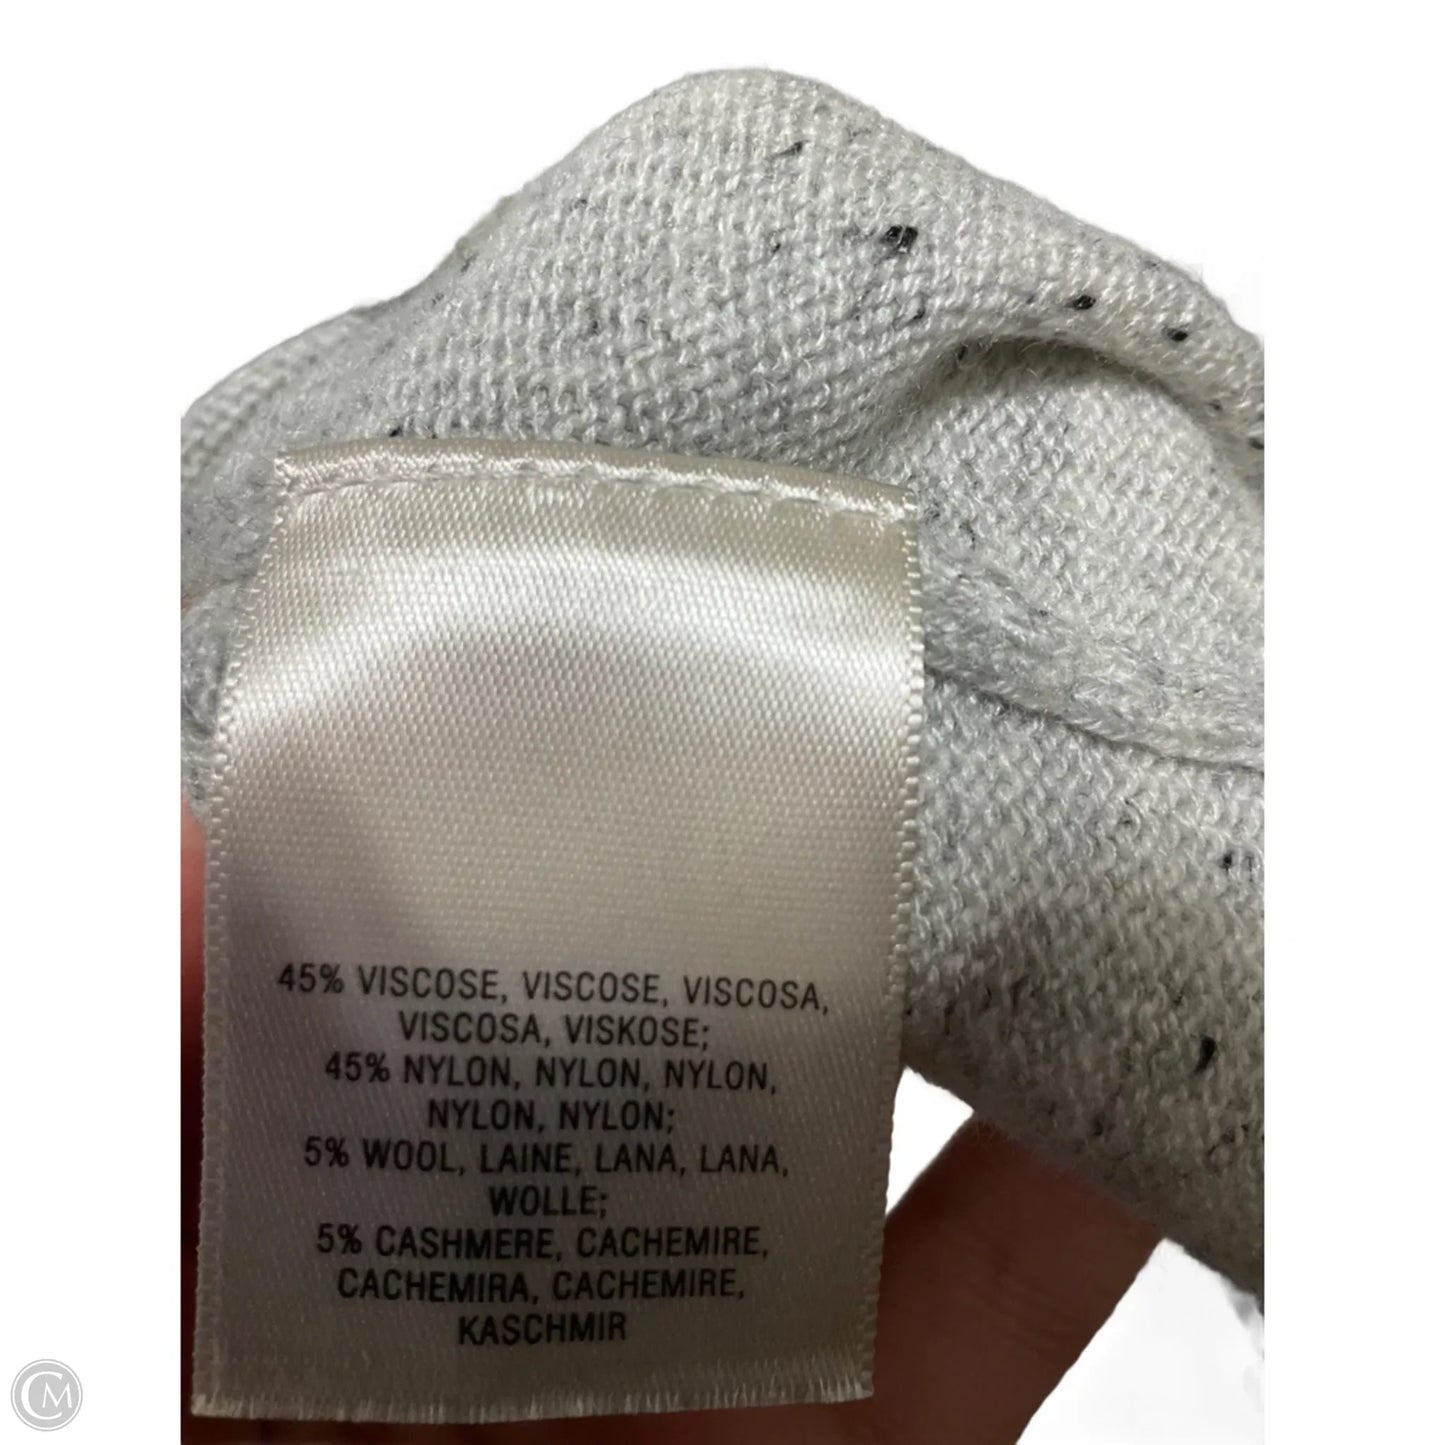 45% VISCOSE, VISCOSE, VISCOSA,
VISCOSA, VISKOSE;
45% NYLON, NYLON, NYLON,
NYLON, NYLON;
5% WOOL, LAINE, LANA, LANA,
WOLLE;
5% CASHMERE, CACHEMIRE,
CACHEMIRA, CACHEMIRE,
KASCHMIR
CM